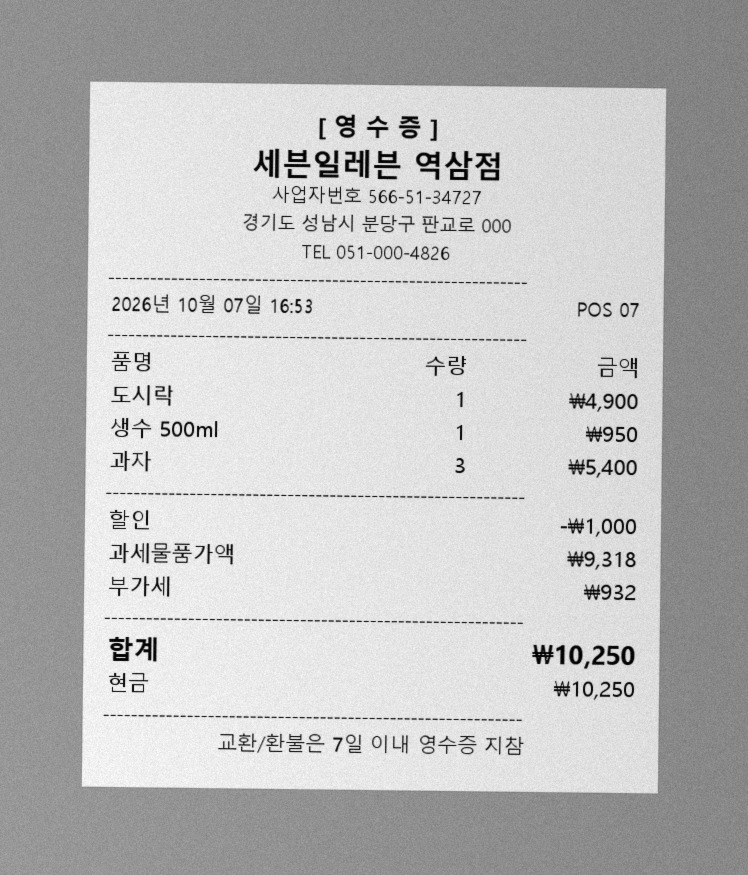 [ 영 수 증 ]
세븐일레븐 역삼점
사업자번호 566-51-34727
경기도 성남시 분당구 판교로 000
TEL 051-000-4826
2026년 10월 07일 16:53 POS 07
품명 수량 금액
도시락 1 ₩4,900
생수 500ml 1 ₩950
과자 3 ₩5,400
할인 -₩1,000
과세물품가액 ₩9,318
부가세 ₩932
합계 ₩10,250
현금 ₩10,250
교환/환불은 7일 이내 영수증 지참